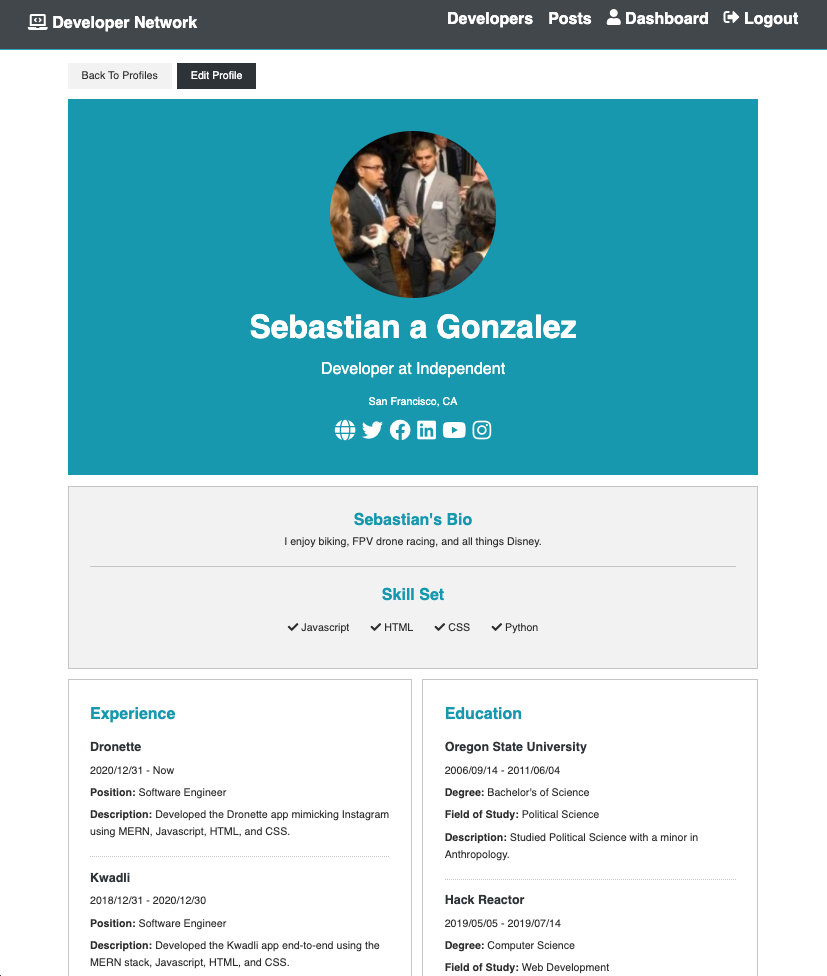 Developer Network
Developers Posts Dashboard Logout
Back To Profiles Edit Profile
Sebastian a Gonzalez
Developer at Independent
San Francisco, CA
Sebastian's Bio
I enjoy biking, FPV drone racing, and all things Disney.
Skill Set
Javascript HTML CSS Python
Experience
Dronette
2020/12/31 - Now
Position: Software Engineer
Description: Developed the Dronette app mimicking Instagram
using MERN, Javascript, HTML, and CSS.
Kwadli
2018/12/31 - 2020/12/30
Position: Software Engineer
Description: Developed the Kwadli app end-to-end using the
MERN stack, Javascript, HTML, and CSS.
Education
Oregon State University
2006/09/14 - 2011/06/04
Degree: Bachelor's of Science
Field of Study: Political Science
Description: Studied Political Science with a minor in
Anthropology.
Hack Reactor
2019/05/05 - 2019/07/14
Degree: Computer Science
Field of Study: Web Development